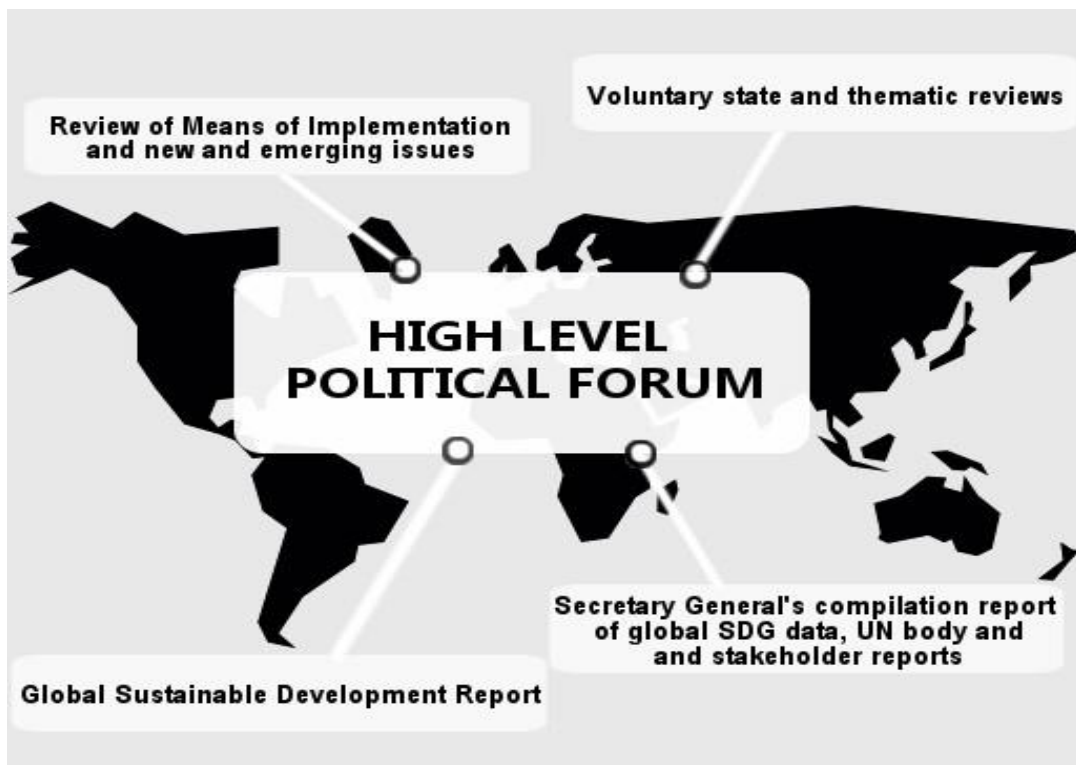 Voluntary state and thematic reviews
Review of Means of Implementation
and new and emerging issues
HIGH LEVEL
POLITICAL FORUM
Secretary General's compilation report
of global SDG data, UN body and
and stakeholder reports
Global Sustainable Development Report